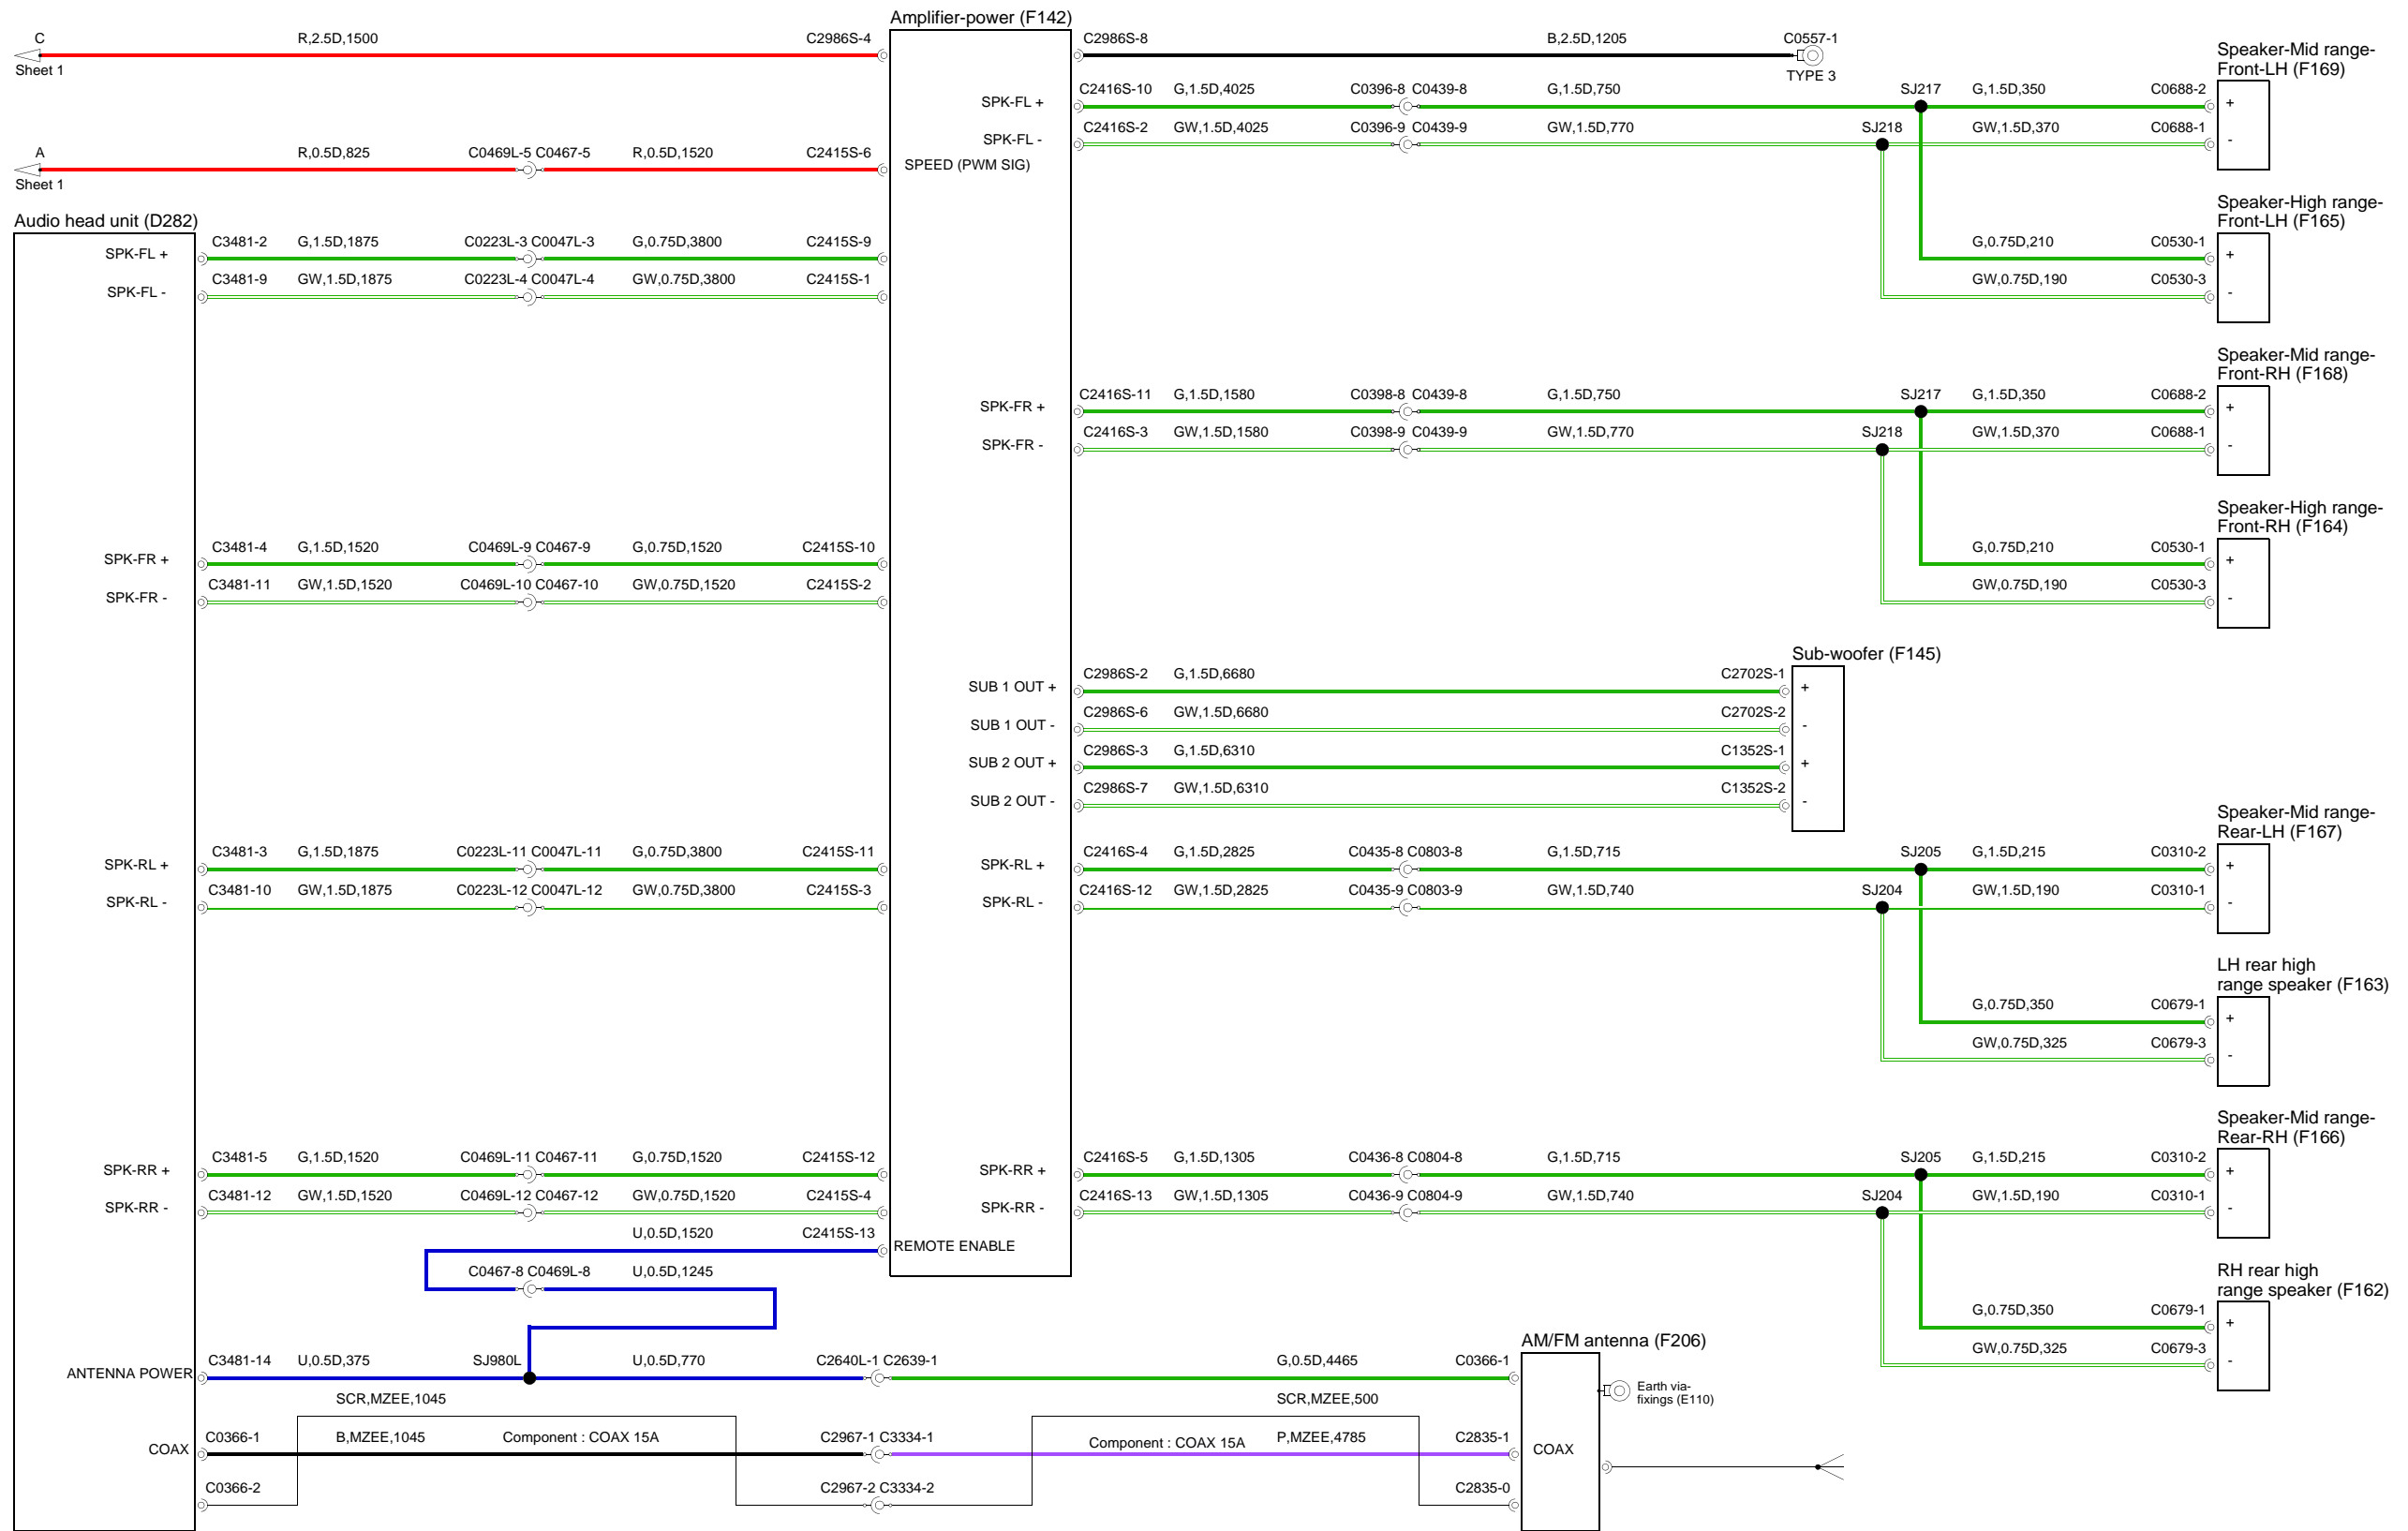 Amplifier-power (F142)
C R,2.5D,1500 C2986S-4 C2986S-8 B,2.5D,1205 C0557-1
Sheet 1
TYPE 3
Speaker-Mid range-
Front-LH (F169)
SPK-FL + C2416S-10 G,1.5D,4025 C0396-8 C0439-8 G,1.5D,750 SJ217 G,1.5D,350 C0688-2 +
SPK-FL - C2416S-2 GW,1.5D,4025 C0396-9 C0439-9 GW,1.5D,770 SJ218 GW,1.5D,370 C0688-1 -
A R,0.5D,825 C0469L-5 C0467-5 R,0.5D,1520 C2415S-6 SPEED (PWM SIG)
Sheet 1
Audio head unit (D282)
Speaker-High range-
Front-LH (F165)
SPK-FL + C3481-2 G,1.5D,1875 C0223L-3 C0047L-3 G,0.75D,3800 C2415S-9
G,0.75D,210 C0530-1 +
SPK-FL - C3481-9 GW,1.5D,1875 C0223L-4 C0047L-4 GW,0.75D,3800 C2415S-1
GW,0.75D,190 C0530-3 -
Speaker-Mid range-
Front-RH (F168)
SPK-FR + C2416S-11 G,1.5D,1580 C0398-8 C0439-8 G,1.5D,750 SJ217 G,1.5D,350 C0688-2 +
SPK-FR - C2416S-3 GW,1.5D,1580 C0398-9 C0439-9 GW,1.5D,770 SJ218 GW,1.5D,370 C0688-1 -
Speaker-High range-
Front-RH (F164)
SPK-FR + C3481-4 G,1.5D,1520 C0469L-9 C0467-9 G,0.75D,1520 C2415S-10
G,0.75D,210 C0530-1 +
SPK-FR - C3481-11 GW,1.5D,1520 C0469L-10 C0467-10 GW,0.75D,1520 C2415S-2
GW,0.75D,190 C0530-3 -
Sub-woofer (F145)
SUB 1 OUT + C2986S-2 G,1.5D,6680 C2702S-1 +
SUB 1 OUT - C2986S-6 GW,1.5D,6680 C2702S-2 -
SUB 2 OUT + C2986S-3 G,1.5D,6310 C1352S-1 +
SUB 2 OUT - C2986S-7 GW,1.5D,6310 C1352S-2 -
Speaker-Mid range-
Rear-LH (F167)
SPK-RL + C3481-3 G,1.5D,1875 C0223L-11 C0047L-11 G,0.75D,3800 C2415S-11 SPK-RL + C2416S-4 G,1.5D,2825 C0435-8 C0803-8 G,1.5D,715 SJ205 G,1.5D,215 C0310-2 +
SPK-RL - C3481-10 GW,1.5D,1875 C0223L-12 C0047L-12 GW,0.75D,3800 C2415S-3 SPK-RL - C2416S-12 GW,1.5D,2825 C0435-9 C0803-9 GW,1.5D,740 SJ204 GW,1.5D,190 C0310-1 -
LH rear high
range speaker (F163)
G,0.75D,350 C0679-1 +
GW,0.75D,325 C0679-3 -
Speaker-Mid range-
Rear-RH (F166)
SPK-RR + C3481-5 G,1.5D,1520 C0469L-11 C0467-11 G,0.75D,1520 C2415S-12 SPK-RR + C2416S-5 G,1.5D,1305 C0436-8 C0804-8 G,1.5D,715 SJ205 G,1.5D,215 C0310-2 +
SPK-RR - C3481-12 GW,1.5D,1520 C0469L-12 C0467-12 GW,0.75D,1520 C2415S-4 SPK-RR - C2416S-13 GW,1.5D,1305 C0436-9 C0804-9 GW,1.5D,740 SJ204 GW,1.5D,190 C0310-1 -
U,0.5D,1520 C2415S-13 REMOTE ENABLE
C0467-8 C0469L-8 U,0.5D,1245
RH rear high
range speaker (F162)
G,0.75D,350 C0679-1 +
GW,0.75D,325 C0679-3 -
AM/FM antenna (F206)
ANTENNA POWER C3481-14 U,0.5D,375 SJ980L U,0.5D,770 C2640L-1 C2639-1 G,0.5D,4465 C0366-1
Earth via-
fixings (E110)
SCR,MZEE,1045 SCR,MZEE,500
COAX C0366-1 B,MZEE,1045 Component : COAX 15A C2967-1 C3334-1 Component : COAX 15A P,MZEE,4785 C2835-1 COAX
C0366-2 C2967-2 C3334-2 C2835-0